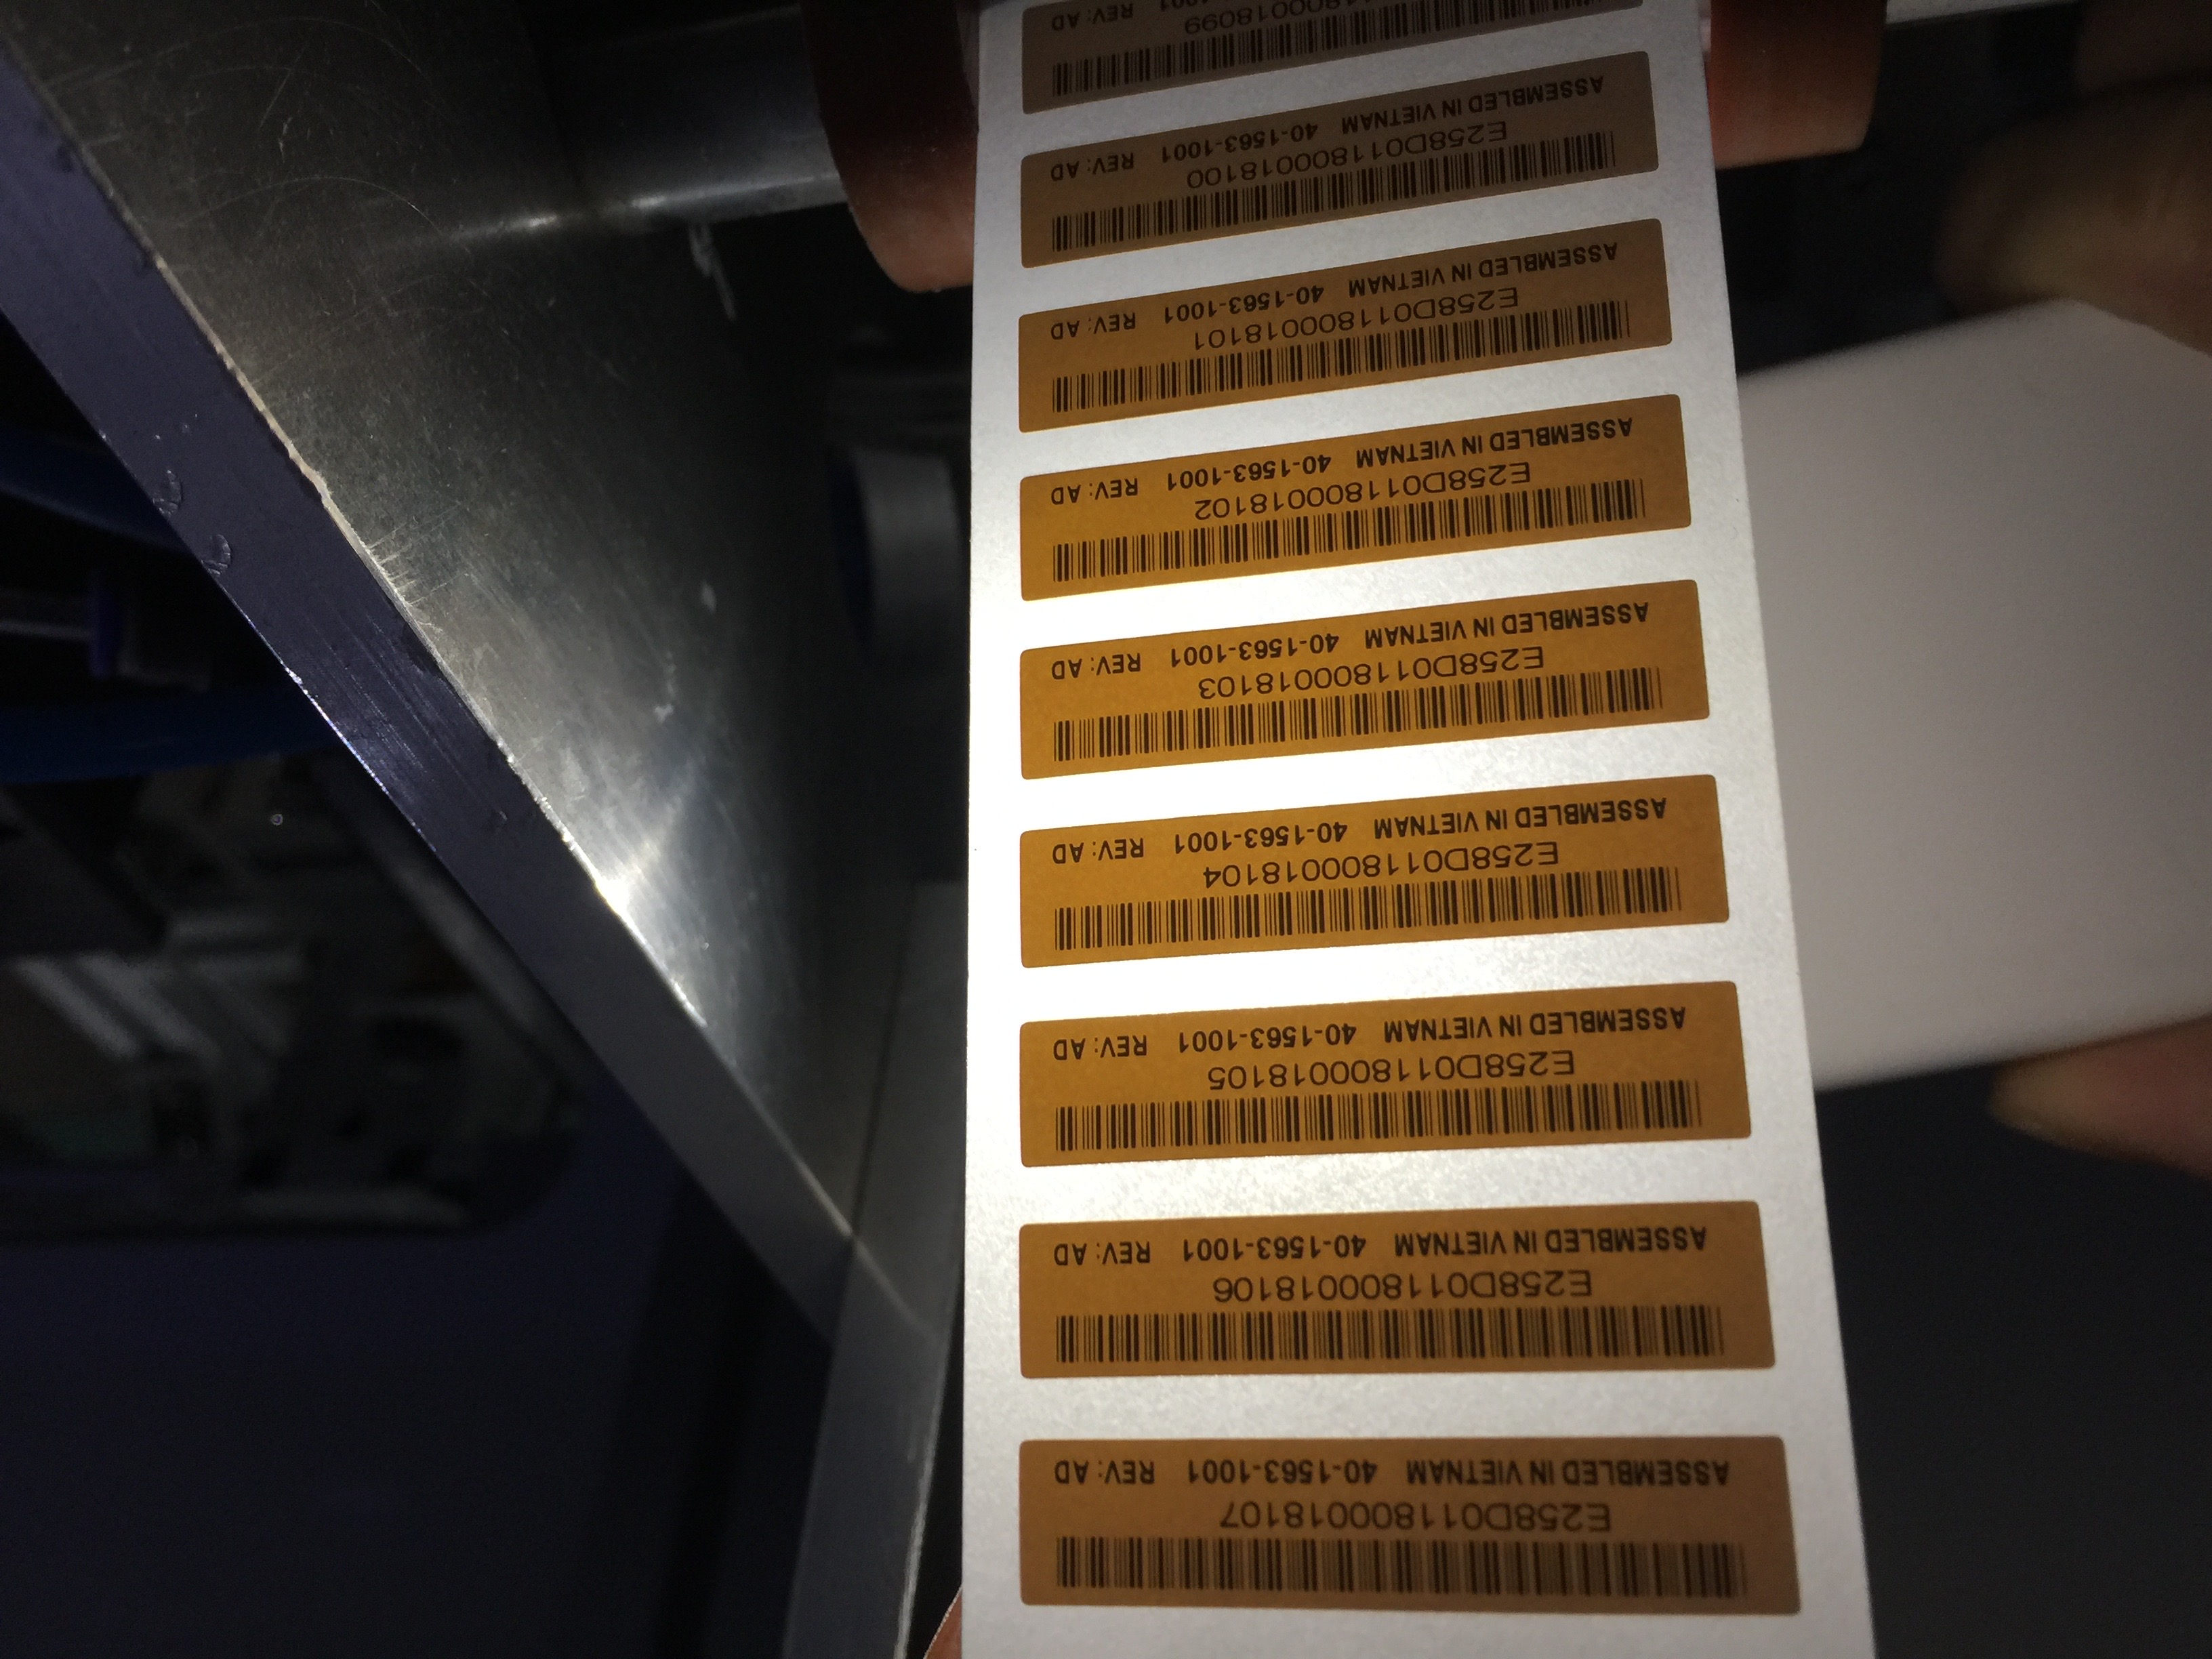 E258D011800018107
ASSEMBLED IN VIETNAM 40-1563-1001 REV: AD
E258D011800018106
ASSEMBLED IN VIETNAM 40-1563-1001 REV: AD
E258D011800018105
ASSEMBLED IN VIETNAM 40-1563-1001 REV: AD
E258D011800018104
ASSEMBLED IN VIETNAM 40-1563-1001 REV: AD
E258D011800018103
ASSEMBLED IN VIETNAM 40-1563-1001 REV: AD
E258D011800018102
ASSEMBLED IN VIETNAM 40-1563-1001 REV: AD
E258D011800018101
ASSEMBLED IN VIETNAM 40-1563-1001 REV: AD
E258D011800018100
ASSEMBLED IN VIETNAM 40-1563-1001 REV: AD
REV: AD